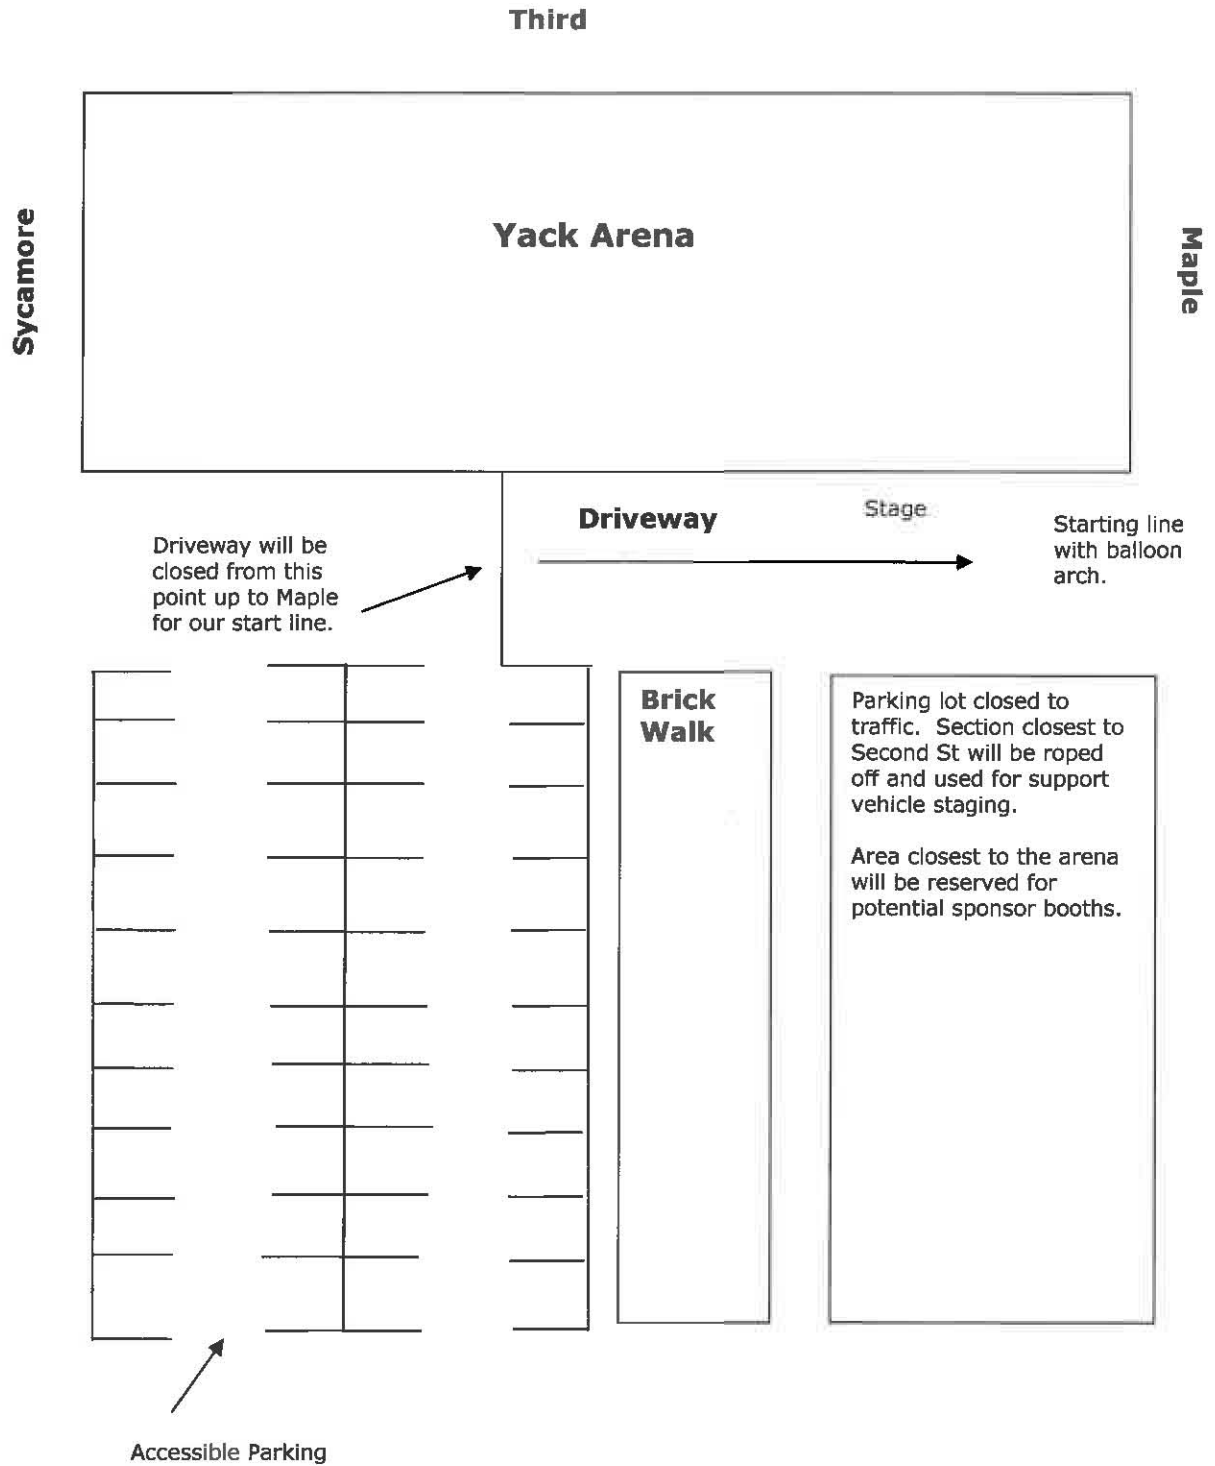 Third
Sycamore
Yack Arena
Maple
Driveway
Stage
Starting line
with balloon
arch.
Driveway will be
closed from this
point up to Maple
for our start line.
Brick
Walk
Parking lot closed to
traffic.  Section closest to
Second St will be roped
off and used for support
vehicle staging.
Area closest to the arena
will be reserved for
potential sponsor booths.
Accessible Parking